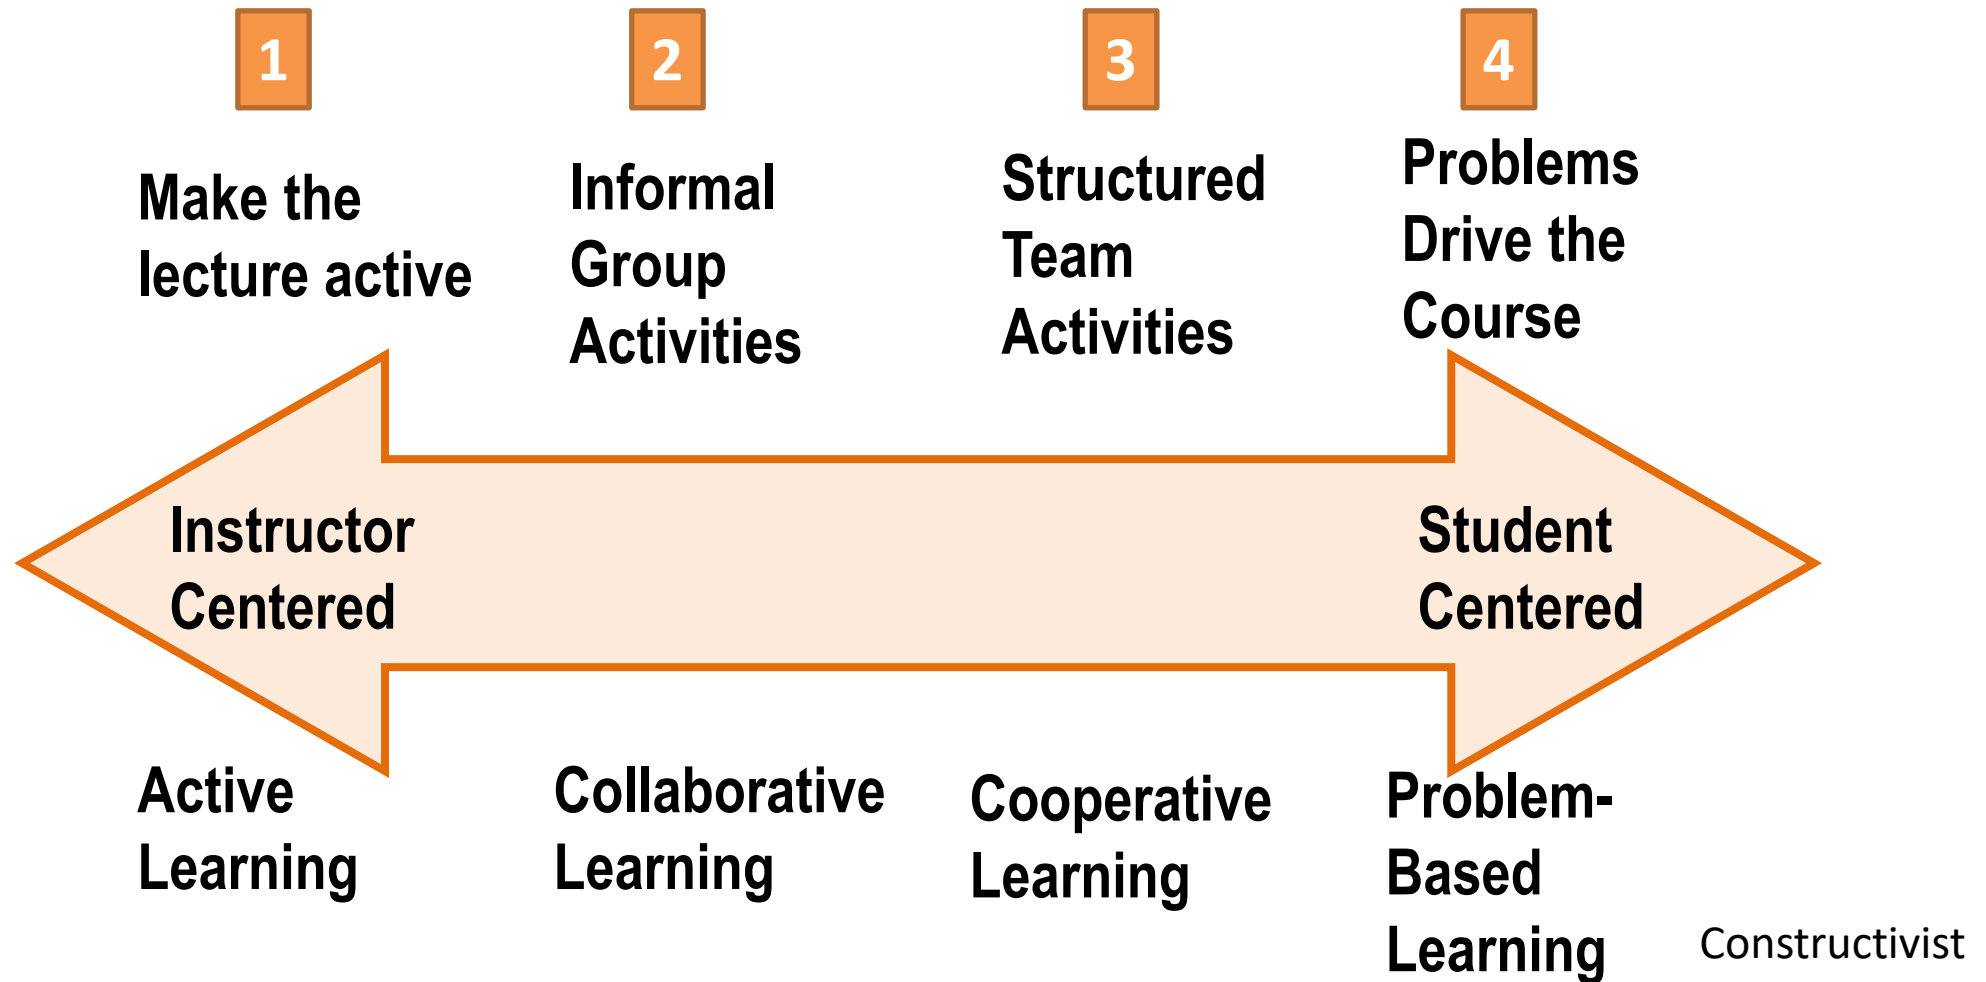 1
2
3
4
Make the
lecture active
Informal
Group
Activities
Structured
Team
Activities
Problems
Drive the
Course
Instructor
Centered
Student
Centered
Active
Learning
Collaborative
Learning
Cooperative
Learning
Problem-
Based
Learning
Constructivist